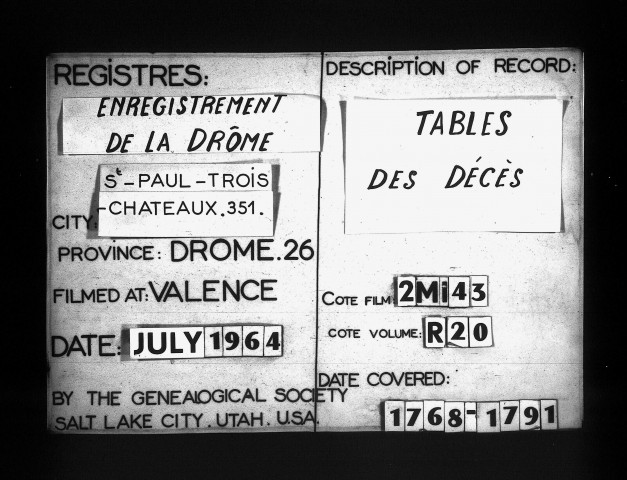 REGiSTRES:
ENREGISTREMENT
DE LA DRÔME
St-PAUL-TROIS
-CHATEAUX.351.
CITY:
PROVINCE: DROME.26
FILMED AT: VALENCE
DATE: JULY 1964
BY THE GENEALOGICAL SOCIETY
SALT LAKE CITY. UTAH. U.S.A.
DESCRIPTION OF RECORD:
TABLES
DES DÉCÈS
COTE FILM: 2Mi43
COTE VOLUME: R20
DATE COVERED:
1768-1791